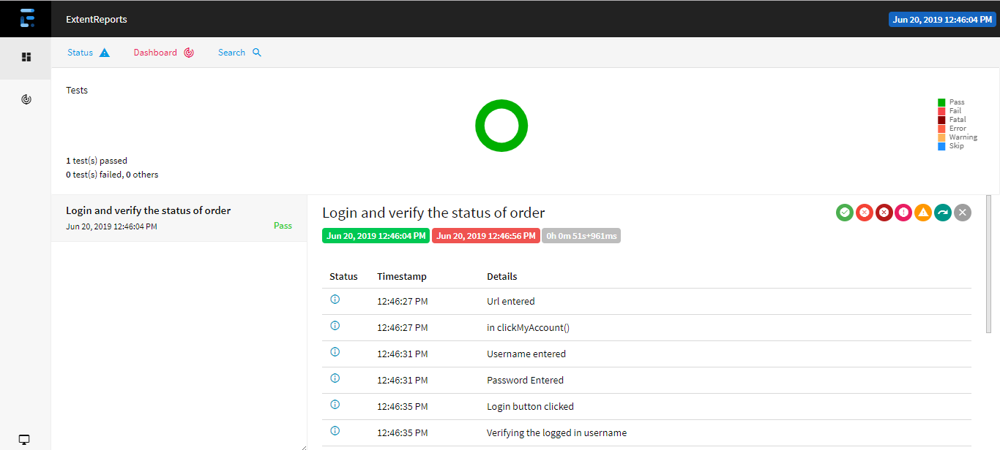 ExtentReports
Jun 20, 2019 12:46:04 PM
Status Dashboard Search
Tests
Pass
Fail
Fatal
Error
Warning
Skip
1 test(s) passed
0 test(s) failed, 0 others
Login and verify the status of order
Jun 20, 2019 12:46:04 PM Pass
Login and verify the status of order
Jun 20, 2019 12:46:04 PM Jun 20, 2019 12:46:56 PM 0h 0m 51s+961ms
Status Timestamp Details
12:46:27 PM Url entered
12:46:27 PM in clickMyAccount()
12:46:31 PM Username entered
12:46:31 PM Password Entered
12:46:35 PM Login button clicked
12:46:35 PM Verifying the logged in username